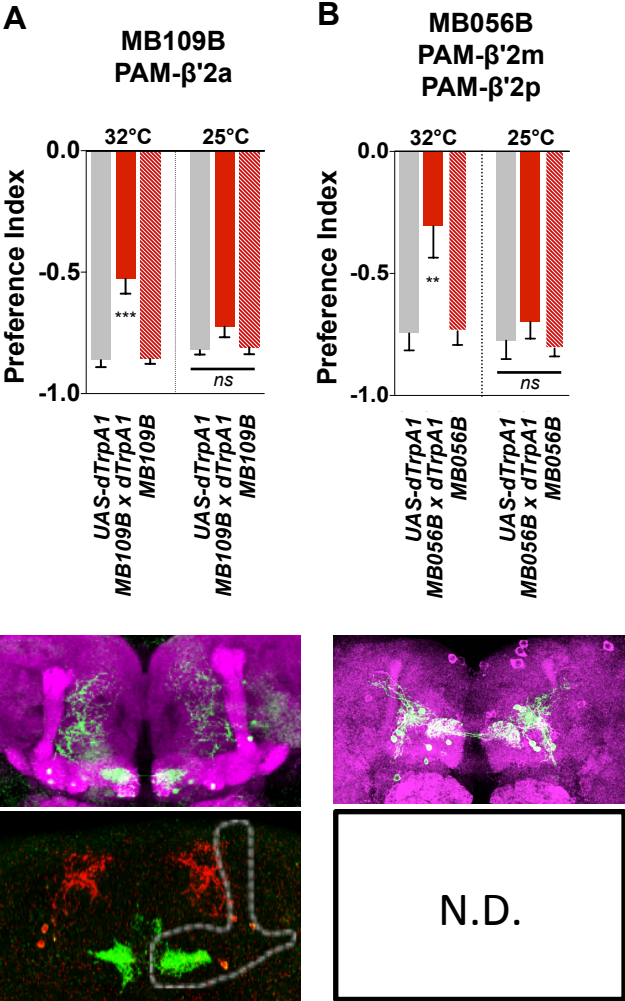 A
MB109B
PAM-β'2a
32°C
25°C
0.0
-0.5
-1.0
Preference Index
***
ns
UAS-dTrpA1
MB109B x dTrpA1
MB109B
UAS-dTrpA1
MB109B x dTrpA1
MB109B
B
MB056B
PAM-β'2m
PAM-β'2p
32°C
25°C
0.0
-0.5
-1.0
Preference Index
**
ns
UAS-dTrpA1
MB056B x dTrpA1
MB056B
UAS-dTrpA1
MB056B x dTrpA1
MB056B
N.D.